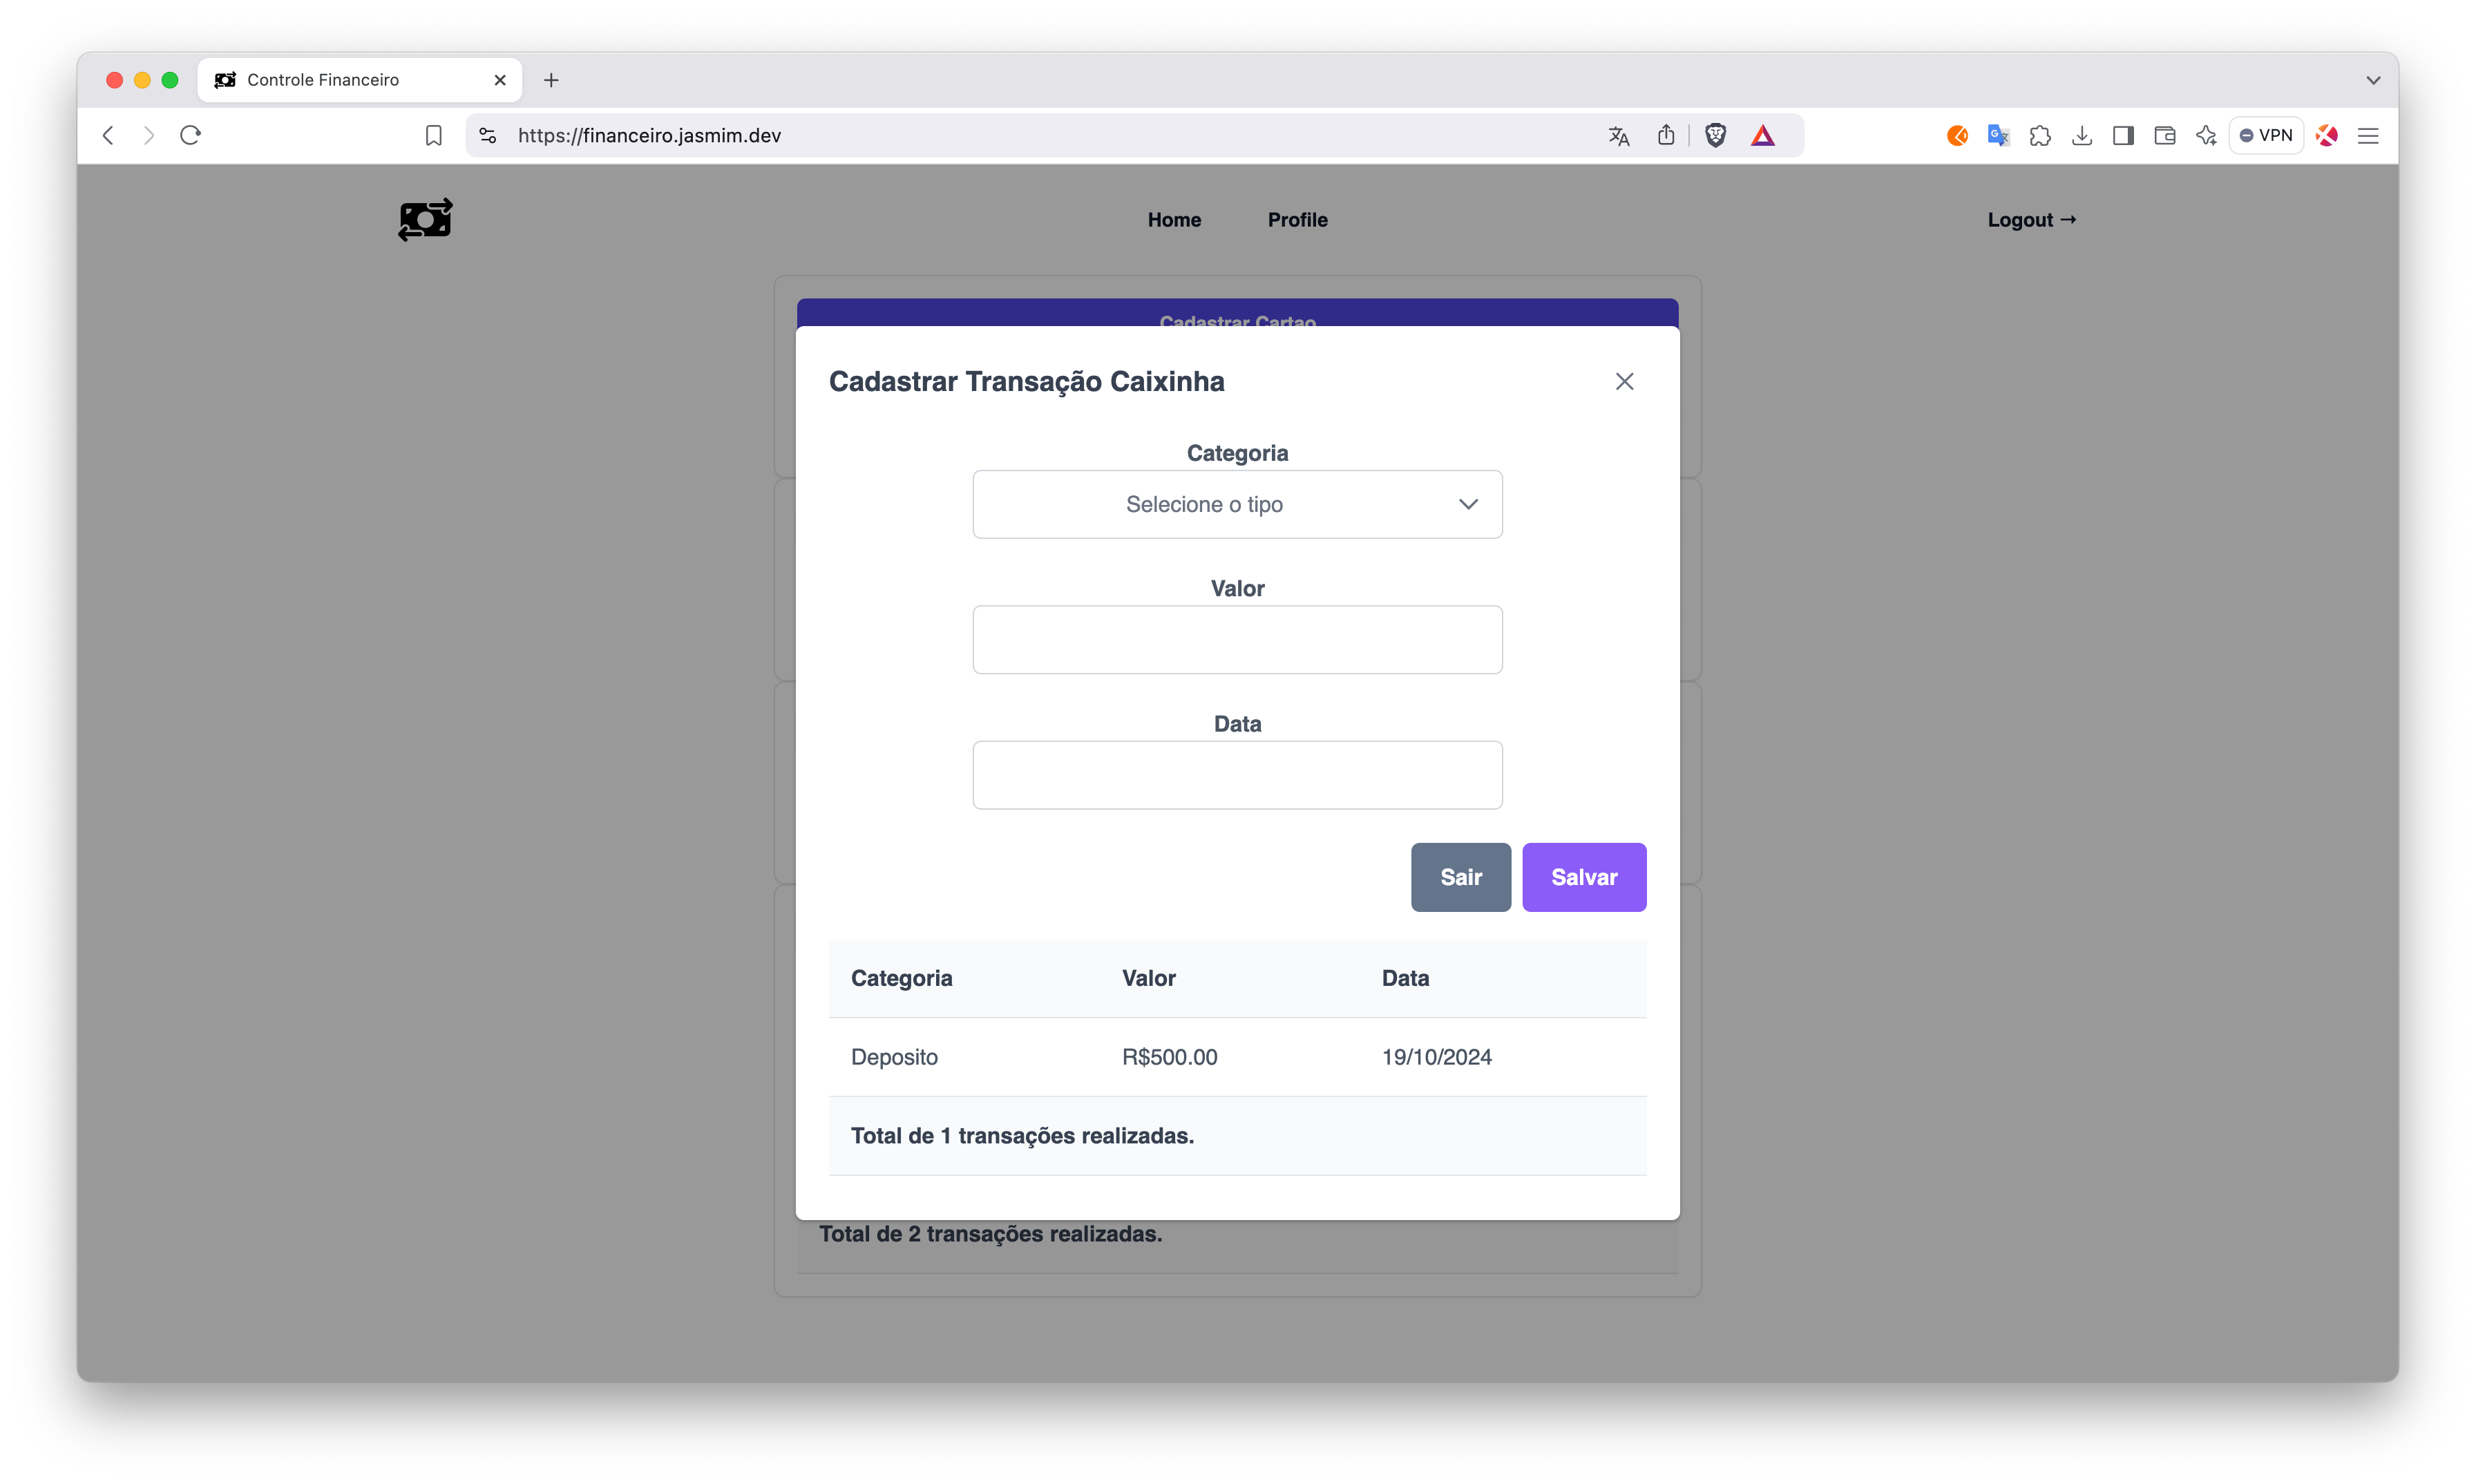 Controle Financeiro
https://financeiro.jasmim.dev
VPN
Home Profile Logout →
Cadastrar Cartao
Cadastrar Transação Caixinha
Categoria
Selecione o tipo
Valor
Data
Sair Salvar
Categoria Valor Data
Deposito R$500.00 19/10/2024
Total de 1 transações realizadas.
Total de 2 transações realizadas.